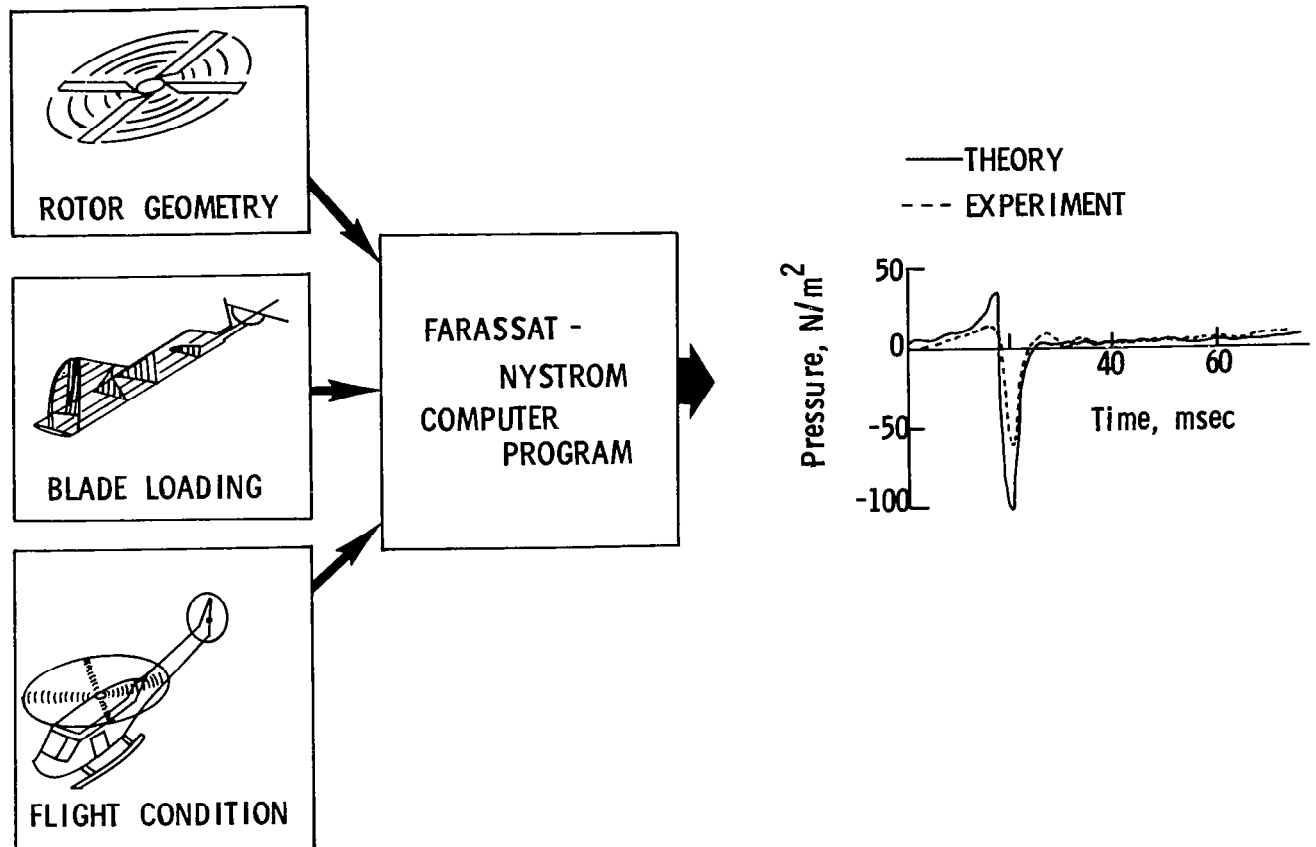 ROTOR GEOMETRY
BLADE LOADING
FLIGHT CONDITION
FARASSAT -
NYSTROM
COMPUTER
PROGRAM
THEORY
EXPERIMENT
Pressure, N/m²
50
0
-50
-100
40
60
Time, msec